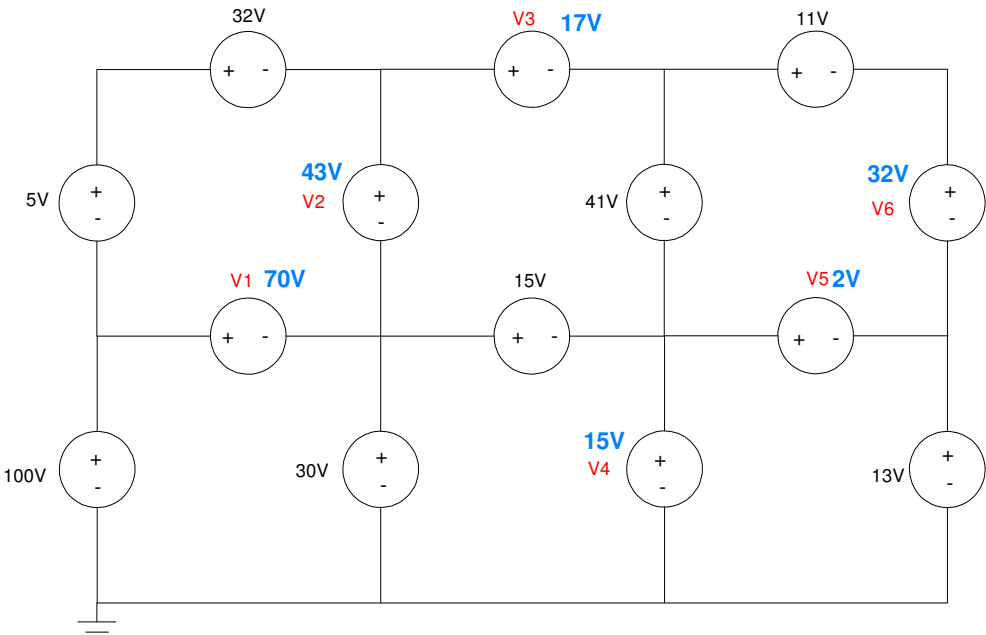 32V
V3 17V
11V
+ -
+ -
+ -
5V
+
-
43V
V2
+
-
41V
+
-
32V
V6
+
-
V1 70V
15V
V5 2V
+ -
+ -
+ -
100V
+
-
30V
+
-
15V
V4
+
-
13V
+
-